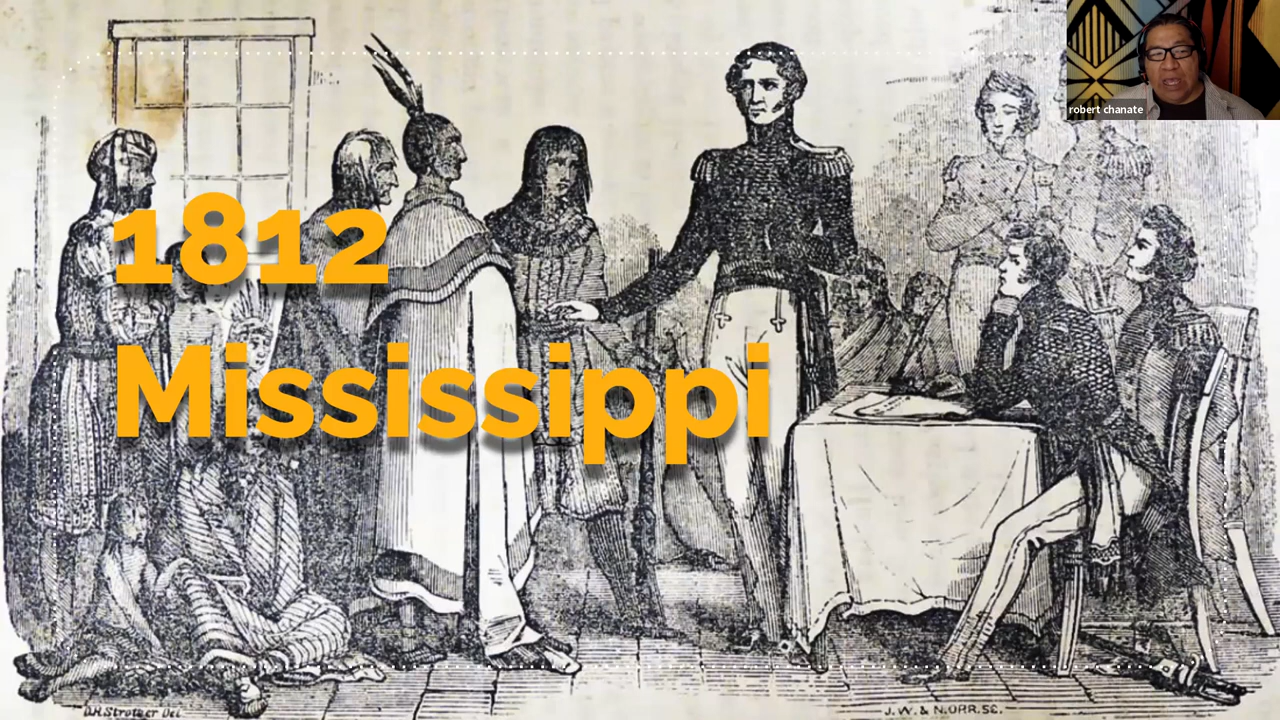 robert chanate
1812
Mississippi
D.H. Strother Del
J. W. & N. ORR. SC.